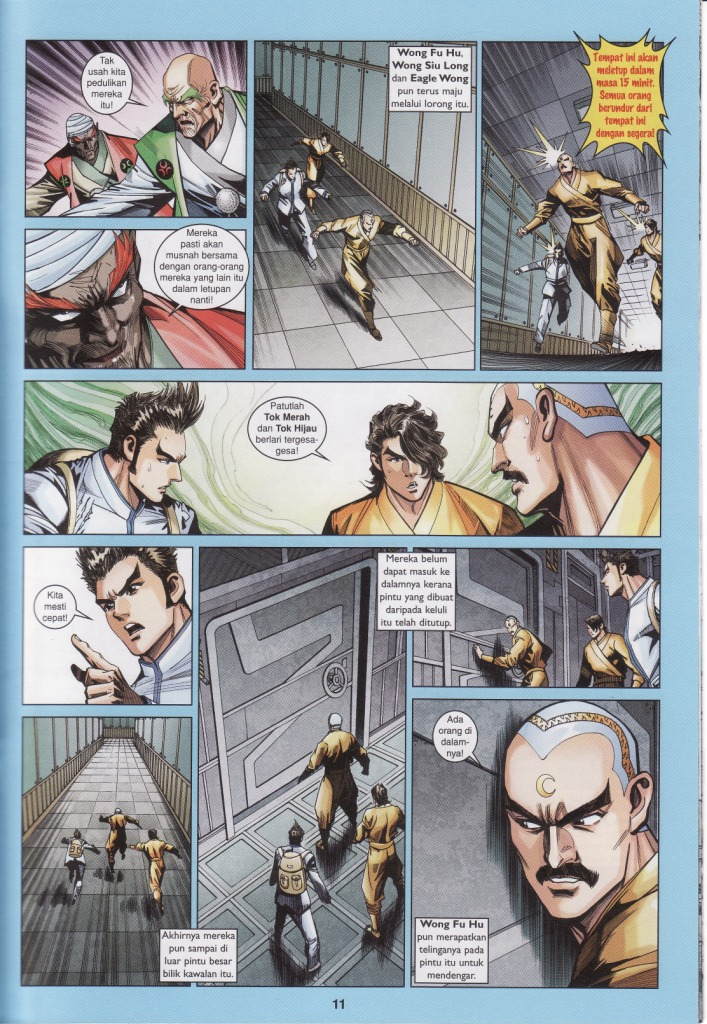 Tak
usah kita
pedulikan
mereka
itu!
Mereka
pasti akan
musnah bersama
dengan orang-orang
mereka yang lain itu
dalam letupan
nanti!
Wong Fu Hu,
Wong Siu Long
dan Eagle Wong
pun terus maju
melalui lorong itu.
Tempat ini akan
meletup dalam
masa 15 minit.
Semua orang
berundur dari
tempat ini
dengan segera!
Patutlah
Tok Merah
dan Tok Hijau
berlari tergesa-
gesa!
Kita
mesti
cepat!
Akhirnya mereka
pun sampai di
luar pintu besar
bilik kawalan itu.
Mereka belum
dapat masuk ke
dalamnya kerana
pintu yang dibuat
daripada keluli
itu telah ditutup.
Ada
orang di
dalam-
nya!
Wong Fu Hu
pun merapatkan
telinganya pada
pintu itu untuk
mendengar.
11